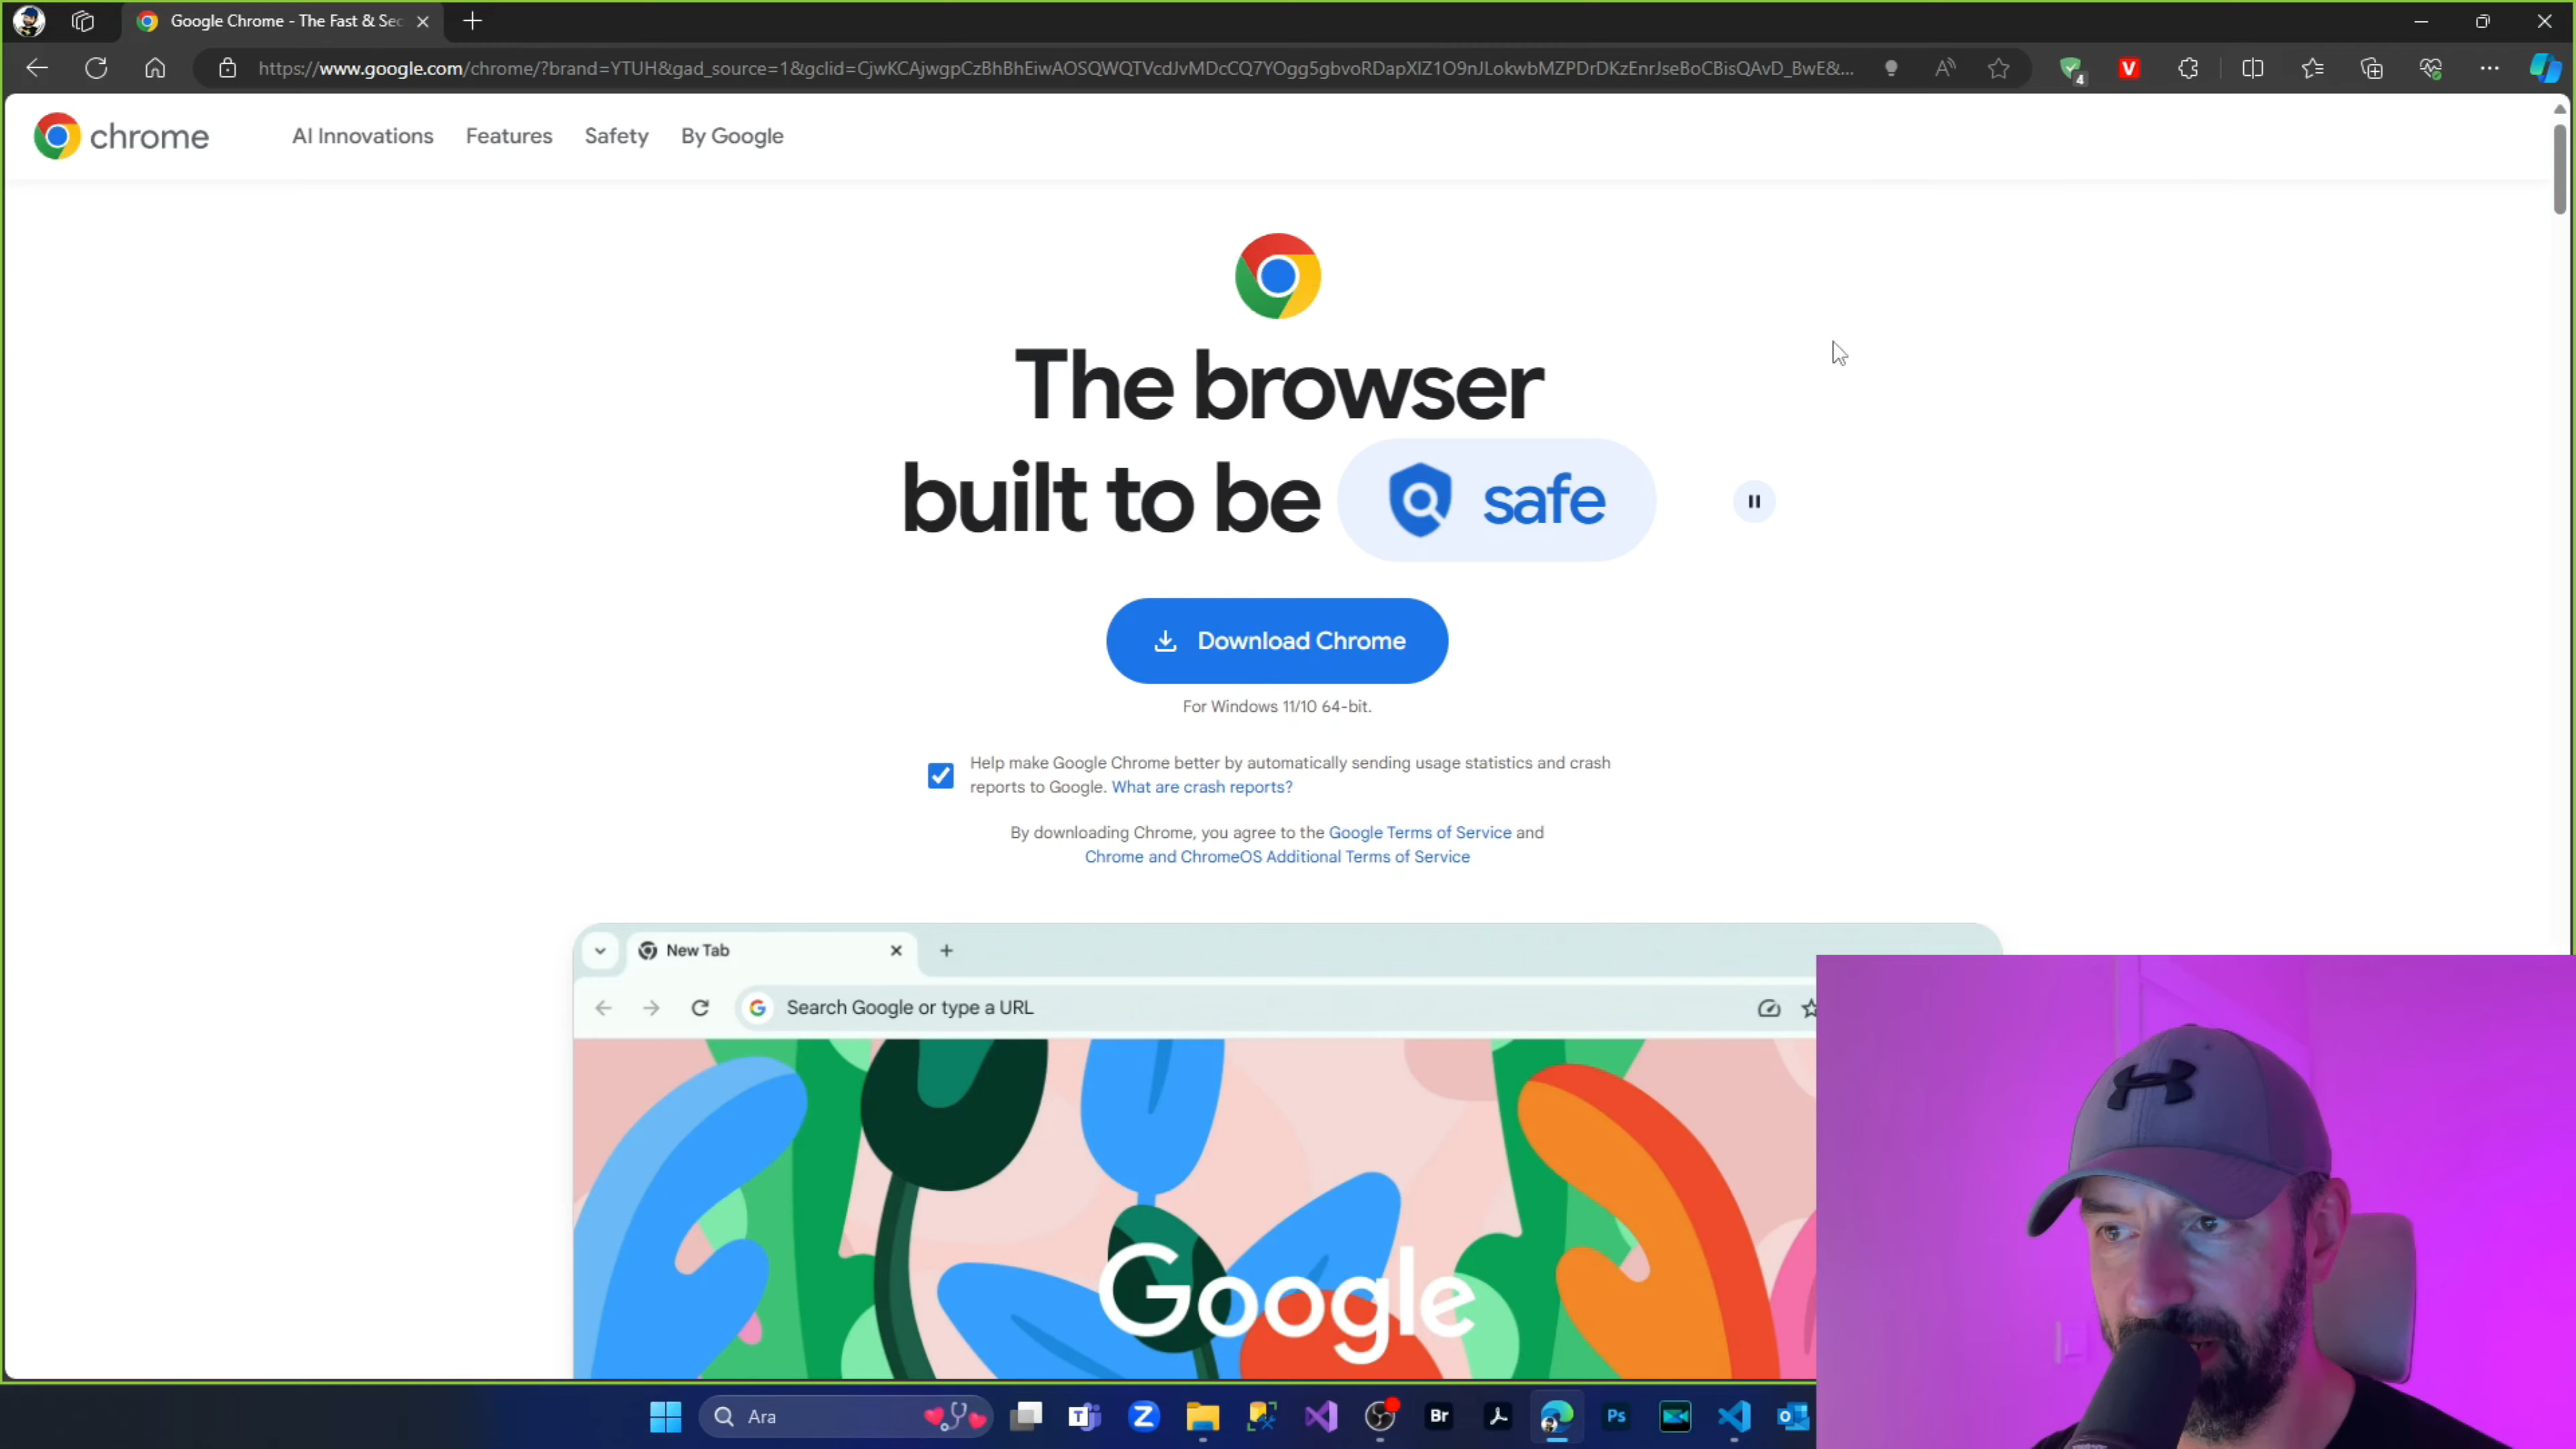 Google Chrome - The Fast & Sec
https://www.google.com/chrome/?brand=YTUH&gad_source=1&gclid=CjwKCAjwgpCzBhBhEiwAOSQWQTVcdJvMDcCQ7YOgg5gbvoRDapXlZ1O9nJLokwbMZPDrDKzEnrJseBoCBisQAvD_BwE&...
4
V
chrome
AI Innovations
Features
Safety
By Google
The browser
built to be safe
Download Chrome
For Windows 11/10 64-bit.
Help make Google Chrome better by automatically sending usage statistics and crash
reports to Google. What are crash reports?
By downloading Chrome, you agree to the Google Terms of Service and
Chrome and ChromeOS Additional Terms of Service
New Tab
G Search Google or type a URL
Google
Ara
T
Z
Br
Ps
O